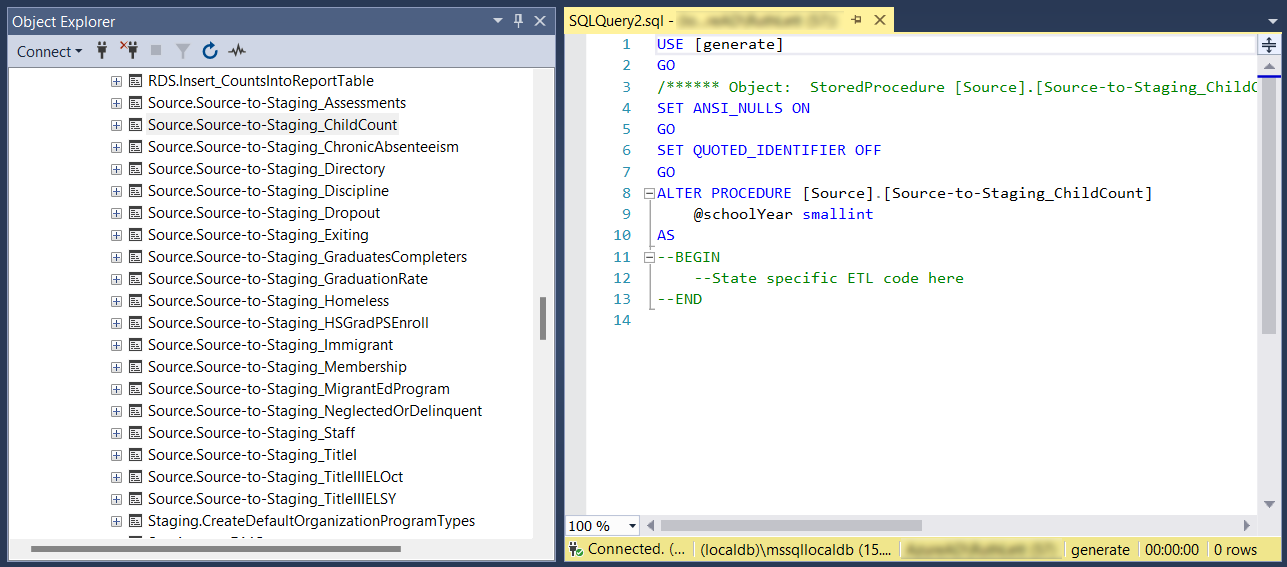 Object Explorer
Connect
RDS.Insert_CountsIntoReportTable
Source.Source-to-Staging_Assessments
Source.Source-to-Staging_ChildCount
Source.Source-to-Staging_ChronicAbsenteeism
Source.Source-to-Staging_Directory
Source.Source-to-Staging_Discipline
Source.Source-to-Staging_Dropout
Source.Source-to-Staging_Exiting
Source.Source-to-Staging_GraduatesCompleters
Source.Source-to-Staging_GraduationRate
Source.Source-to-Staging_Homeless
Source.Source-to-Staging_HSGradPSEnroll
Source.Source-to-Staging_Immigrant
Source.Source-to-Staging_Membership
Source.Source-to-Staging_MigrantEdProgram
Source.Source-to-Staging_NeglectedOrDelinquent
Source.Source-to-Staging_Staff
Source.Source-to-Staging_TitleI
Source.Source-to-Staging_TitleIIIELOct
Source.Source-to-Staging_TitleIIIELSY
Staging.CreateDefaultOrganizationProgramTypes
SQLQuery2.sql -
1 USE [generate]
2 GO
3 /****** Object:  StoredProcedure [Source].[Source-to-Staging_ChildC
4 SET ANSI_NULLS ON
5 GO
6 SET QUOTED_IDENTIFIER OFF
7 GO
8 ALTER PROCEDURE [Source].[Source-to-Staging_ChildCount]
9 @schoolYear smallint
10 AS
11 --BEGIN
12 --State specific ETL code here
13 --END
14
100 %
Connected. (... (localdb)\mssqllocaldb (15.... generate 00:00:00 0 rows